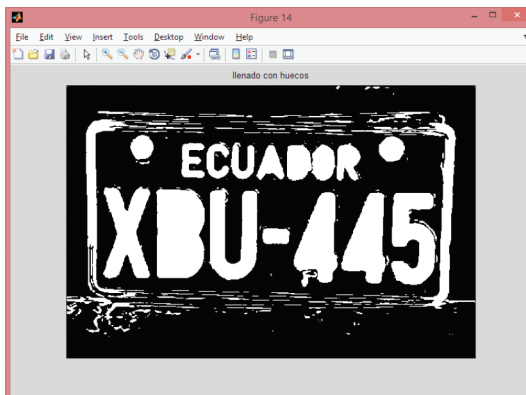 Figure 14
File Edit View Insert Tools Desktop Window Help
llenado con huecos
ECUADOR
XBU-445